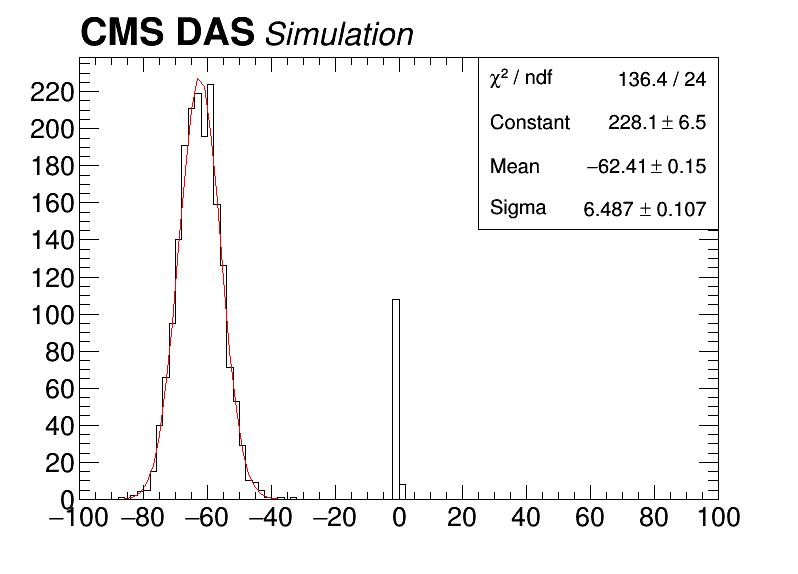 CMS DAS Simulation
χ² / ndf 136.4 / 24
Constant 228.1 ± 6.5
Mean −62.41 ± 0.15
Sigma 6.487 ± 0.107
220
200
180
160
140
120
100
80
60
40
20
0
−100 −80 −60 −40 −20 0 20 40 60 80 100